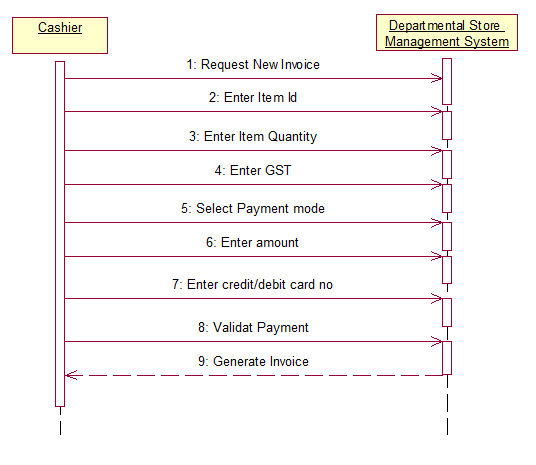 Cashier
Departmental Store
Management System
1: Request New Invoice
2: Enter Item Id
3: Enter Item Quantity
4: Enter GST
5: Select Payment mode
6: Enter amount
7: Enter credit/debit card no
8: Validat Payment
9: Generate Invoice